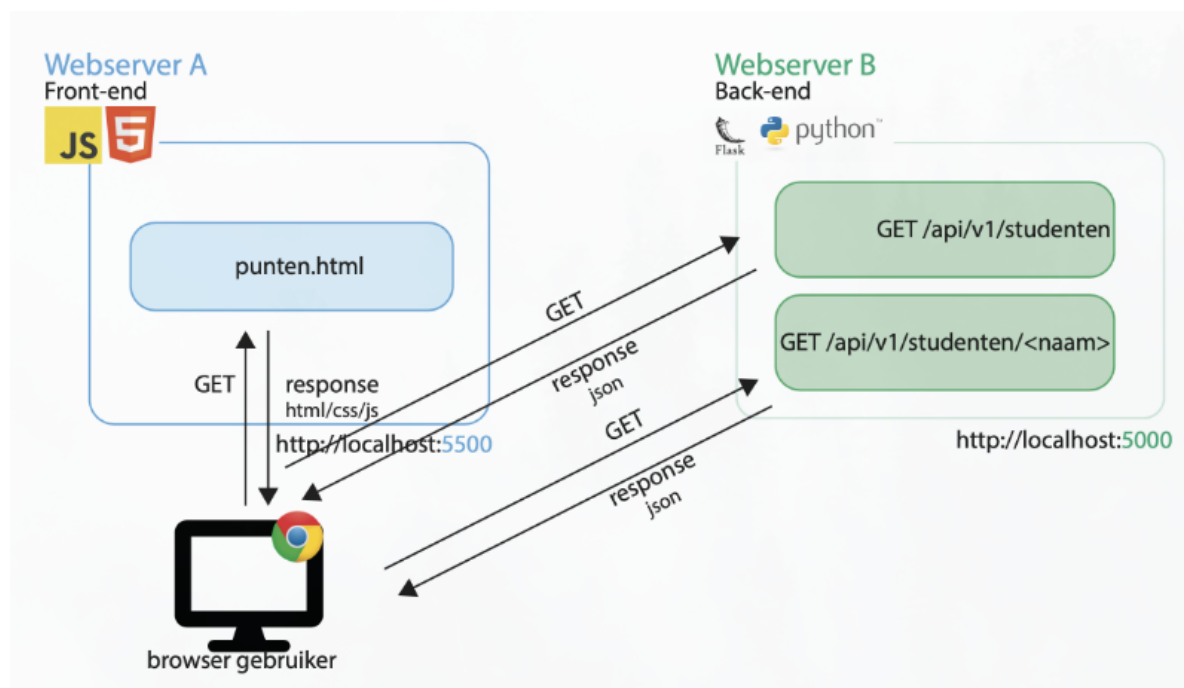 Webserver A
Front-end
JS
5
punten.html
GET
response
html/css/js
http://localhost:5500
browser gebruiker
GET
response
json
GET
response
json
Webserver B
Back-end
Flask
python™
GET /api/v1/studenten
GET /api/v1/studenten/<naam>
http://localhost:5000